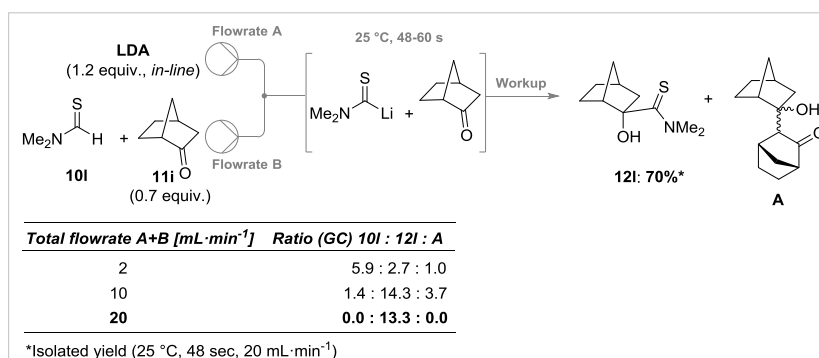 Flowrate A
LDA
(1.2 equiv., in-line)
25 °C, 48-60 s
S
Me₂N
H
10l
+
11i
O
(0.7 equiv.)
Flowrate B
S
Me₂N
Li
+
O
Workup
S
OH
NMe₂
12l: 70%*
+
OH
O
A
Total flowrate A+B [mL·min⁻¹] Ratio (GC) 10l : 12l : A
2 5.9 : 2.7 : 1.0
10 1.4 : 14.3 : 3.7
20 0.0 : 13.3 : 0.0
*Isolated yield (25 °C, 48 sec, 20 mL·min⁻¹)